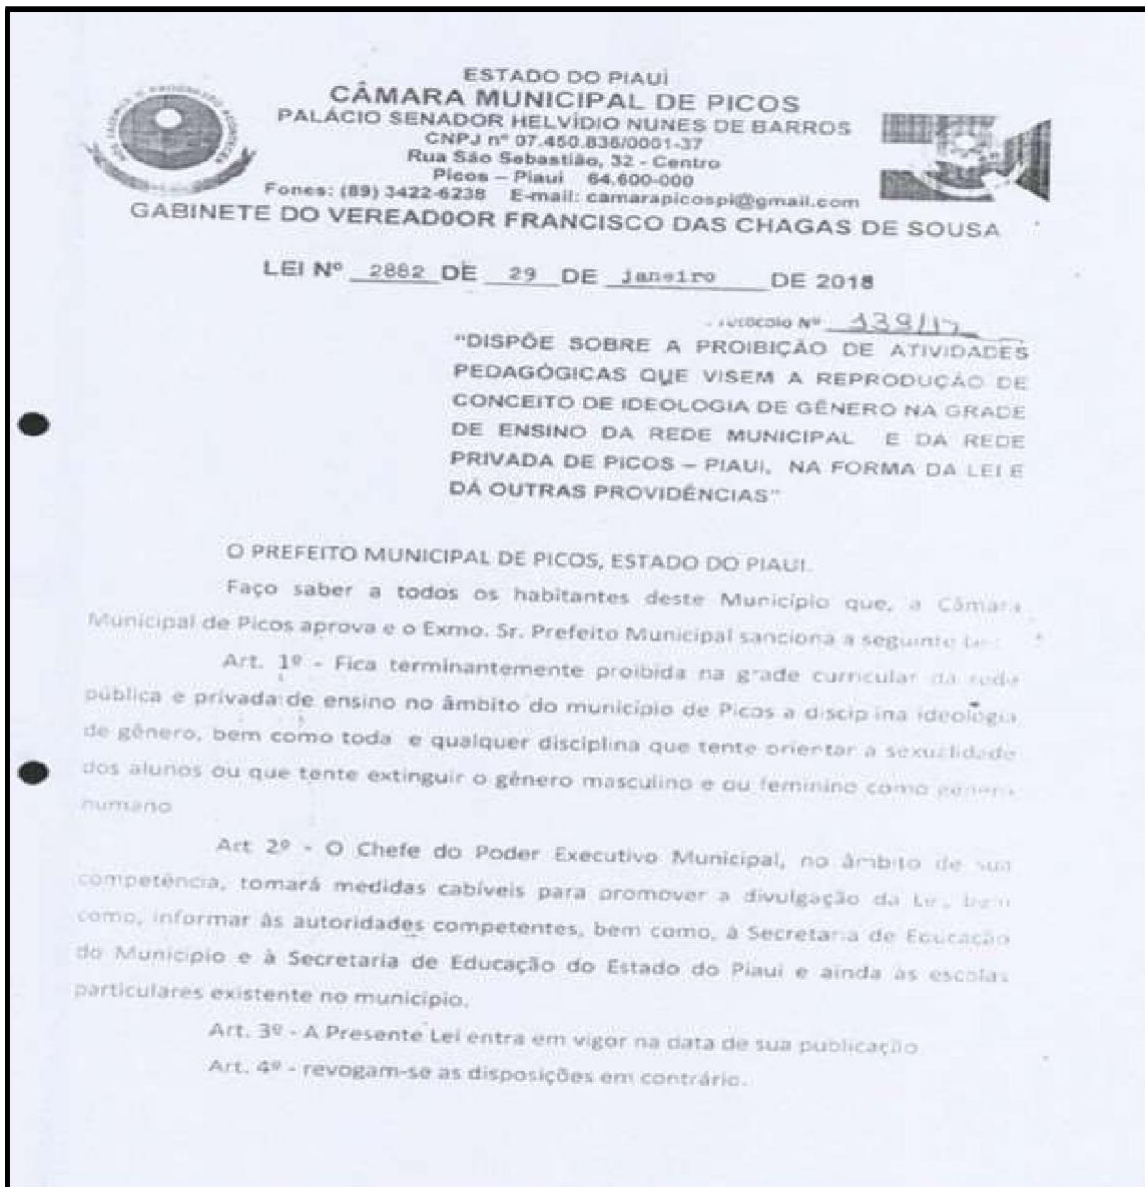 ESTADO DO PIAUÍ
CÂMARA MUNICIPAL DE PICOS
PALÁCIO SENADOR HELVÍDIO NUNES DE BARROS
CNPJ nº 07.450.836/0001-37
Rua São Sebastião, 32 - Centro
Picos – Piauí 64.600-000
Fones: (89) 3422-6238 E-mail: camarapicospi@gmail.com
GABINETE DO VEREAD0OR FRANCISCO DAS CHAGAS DE SOUSA
LEI Nº 2882 DE 29 DE janeiro DE 2018
Nº 139/17
"DISPÕE SOBRE A PROIBIÇÃO DE ATIVIDADES
PEDAGÓGICAS QUE VISEM A REPRODUÇÃO DE
CONCEITO DE IDEOLOGIA DE GÊNERO NA GRADE
DE ENSINO DA REDE MUNICIPAL E DA REDE
PRIVADA DE PICOS – PIAUI, NA FORMA DA LEI E
DÁ OUTRAS PROVIDÊNCIAS"
O PREFEITO MUNICIPAL DE PICOS, ESTADO DO PIAUI.
Faço saber a todos os habitantes deste Município que, a Câmara
Municipal de Picos aprova e o Exmo. Sr. Prefeito Municipal sanciona a seguinte
Art. 1º - Fica terminantemente proibida na grade curricular da rede
pública e privada de ensino no âmbito do município de Picos a disciplina ideologia
de gênero, bem como toda e qualquer disciplina que tente orientar a sexualidade
dos alunos ou que tente extinguir o gênero masculino e ou feminino como gênero
humano
Art 2º - O Chefe do Poder Executivo Municipal, no âmbito de sua
competência, tomará medidas cabíveis para promover a divulgação da Lei, bem
como, informar às autoridades competentes, bem como, à Secretaria de Educação
do Município e à Secretaria de Educação do Estado do Piaui e ainda às escolas
particulares existente no município.
Art. 3º - A Presente Lei entra em vigor na data de sua publicação
Art. 4º - revogam-se as disposições em contrário.